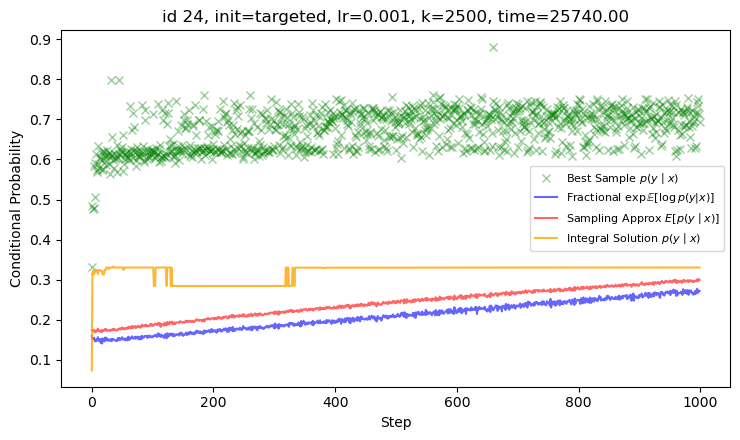 id 24, init=targeted, lr=0.001, k=2500, time=25740.00
Conditional Probability
0.9
0.8
0.7
0.6
0.5
0.4
0.3
0.2
0.1
Best Sample p(y | x)
Fractional exp𝔼[log p(y|x)]
Sampling Approx E[p(y | x)]
Integral Solution p(y | x)
0 200 400 600 800 1000
Step